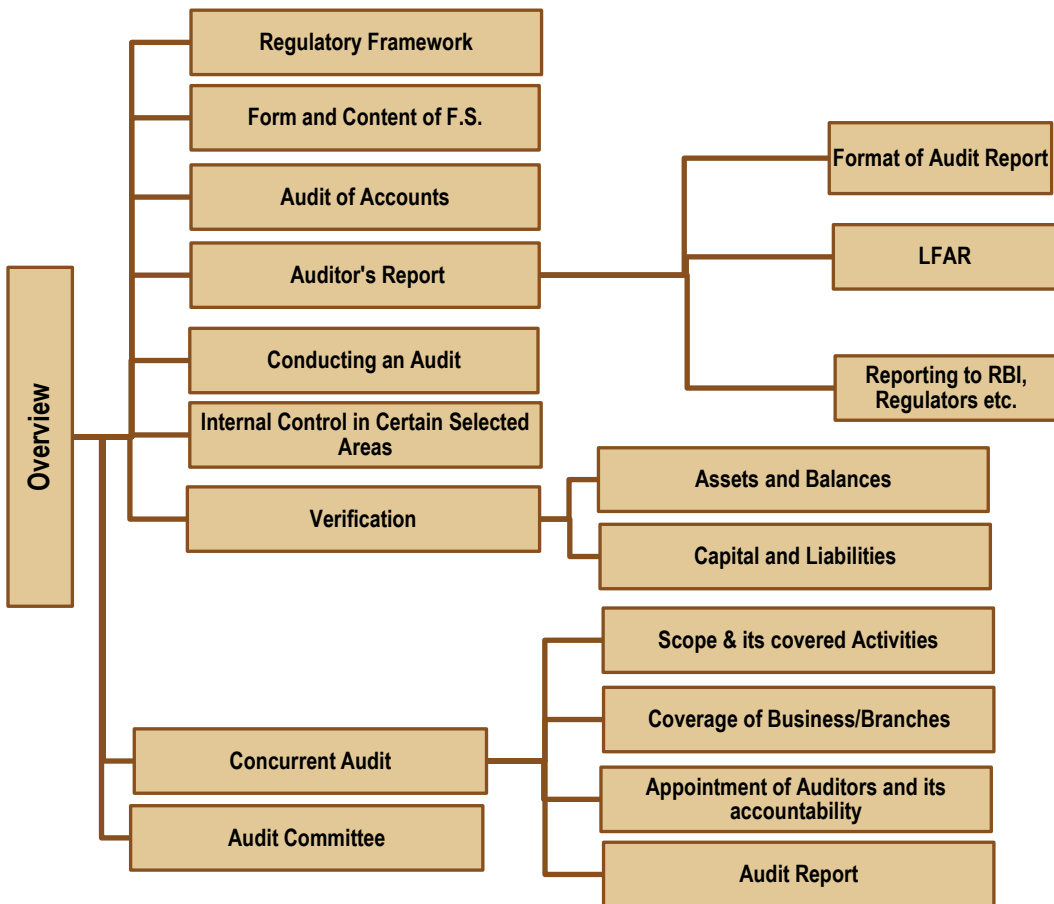 Overview
Regulatory Framework
Form and Content of F.S.
Audit of Accounts
Auditor's Report
Format of Audit Report
LFAR
Reporting to RBI,
Regulators etc.
Conducting an Audit
Internal Control in Certain Selected
Areas
Verification
Assets and Balances
Capital and Liabilities
Concurrent Audit
Scope & its covered Activities
Coverage of Business/Branches
Appointment of Auditors and its
accountability
Audit Report
Audit Committee